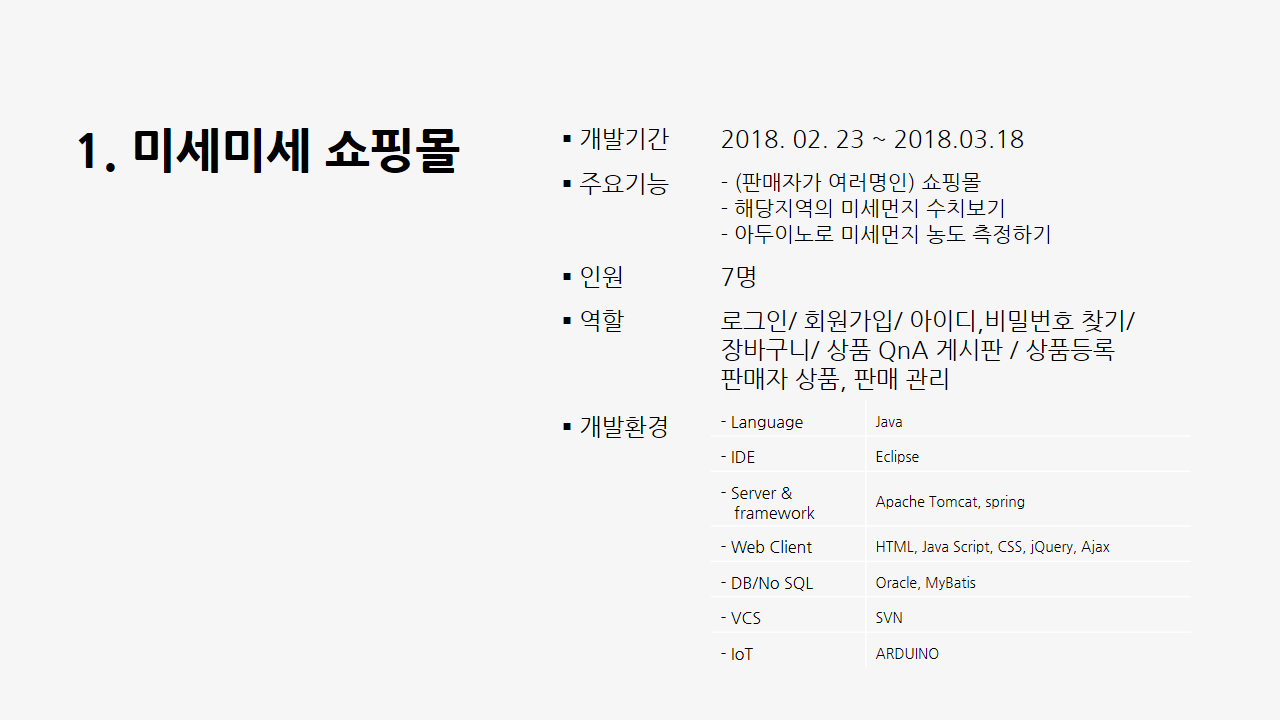 1. 미세미세 쇼핑몰
▪ 개발기간 2018. 02. 23 ~ 2018.03.18
▪ 주요기능 - (판매자가 여러명인) 쇼핑몰
- 해당지역의 미세먼지 수치보기
- 아두이노로 미세먼지 농도 측정하기
▪ 인원 7명
▪ 역할 로그인/ 회원가입/ 아이디,비밀번호 찾기/
장바구니/ 상품 QnA 게시판 / 상품등록
판매자 상품, 판매 관리
▪ 개발환경 - Language Java
- IDE Eclipse
- Server &
framework Apache Tomcat, spring
- Web Client HTML, Java Script, CSS, jQuery, Ajax
- DB/No SQL Oracle, MyBatis
- VCS SVN
- IoT ARDUINO